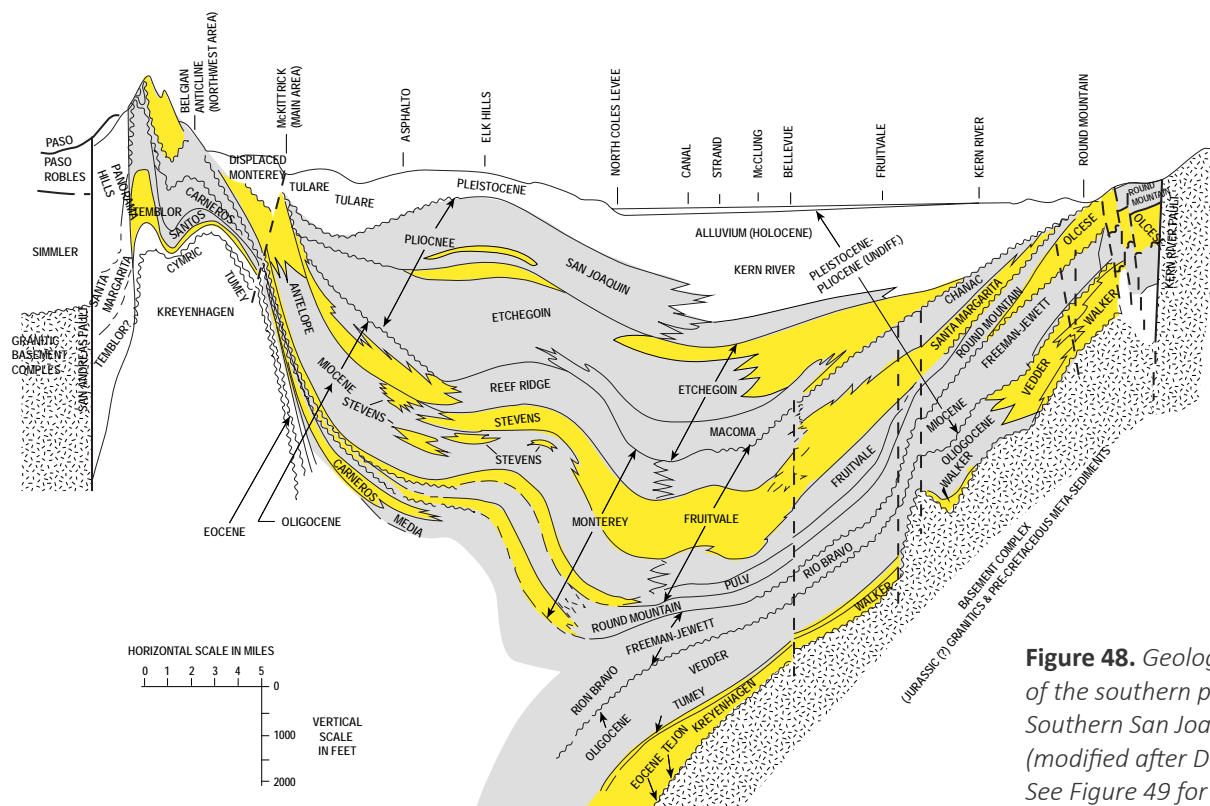 BELGIAN
ANTICLINE
(NORTHWEST AREA)
McKITTRICK
(MAIN AREA)
ASPHALTO
ELK HILLS
NORTH COLES LEVEE
CANAL
STRAND
McCLUNG
BELLEVUE
FRUITVALE
KERN RIVER
ROUND MOUNTAIN
PASO
PASO
ROBLES
SIMMLER
GRANITIC
BASEMENT
COMPLES
SAN ANDREAS PAULT
PANORAMA
HILLS
SANTA
MARGARITA
TEMBLOR?
TEMBLOR
SANTOS
CARNEROS
CYMRIC
TUMEY
KREYENHAGEN
DISPLACED
MONTEREY
TULARE
TULARE
PLEISTOCENE
PLIOCNEE
ETCHEGOIN
SAN JOAQUIN
ALLUVIUM (HOLOCENE)
KERN RIVER
PLEISTOCENE-
PLIOCENE (UNDIFF.)
ANTELOPE
MIOCENE
STEVENS
REEF RIDGE
STEVENS
STEVENS
ETCHEGOIN
MACOMA
CHANAC
SANTA MARGARITA
ROUND MOUNTAIN
OLCESE
FREEMAN-JEWETT
WALKER
VEDDER
ROUND
MOUNTAIN
OLCESE
KERN RIVER PAULT
MIOCENE
OLIOGOCENE
WALKER
FRUITVALE
CARNEROS
MEDIA
EOCENE
OLIGOCENE
MONTEREY
FRUITVALE
PULV
RIO BRAVO
WALKER
ROUND MOUNTAIN
FREEMAN-JEWETT
RION BRAVO
VEDDER
OLIGOCENE
TUMEY
KREYENHAGEN
EOCENE TEJON
BASEMENT COMPLEX
(JURASSIC (?) GRANITICS & PRE-CRETACEIOUS META-SEDIMENTS
HORIZONTAL SCALE IN MILES
0 1 2 3 4 5
0
1000
2000
VERTICAL
SCALE
IN FEET
Figure 48. Geolog
of the southern p
Southern San Joa
(modified after D
See Figure 49 for